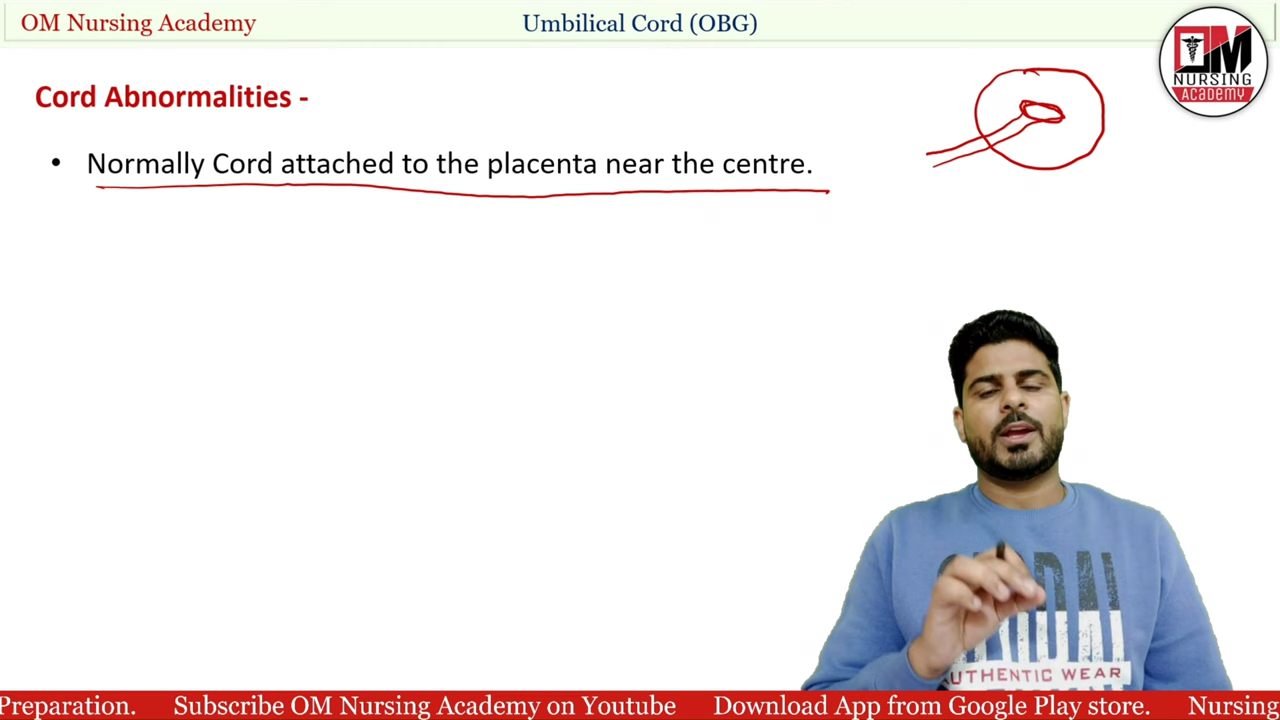 OM Nursing Academy
Umbilical Cord (OBG)
OM
NURSING
ACADEMY
Cord Abnormalities -
• Normally Cord attached to the placenta near the centre.
AUTHENTIC WEAR
Preparation. Subscribe OM Nursing Academy on Youtube Download App from Google Play store. Nursing